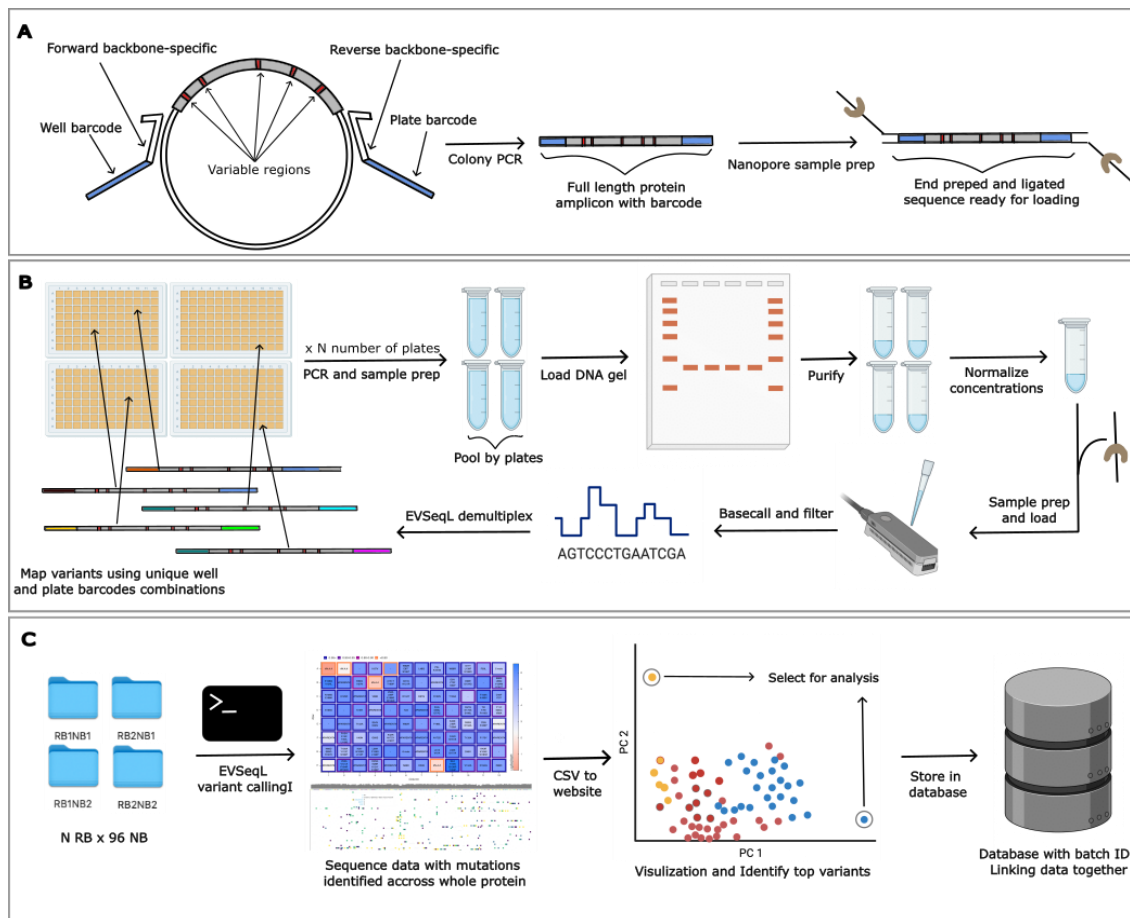 A
Forward backbone-specific
Reverse backbone-specific
Well barcode
Plate barcode
Variable regions
Colony PCR
Full length protein
amplicon with barcode
Nanopore sample prep
End preped and ligated
sequence ready for loading
B
x N number of plates
PCR and sample prep
Pool by plates
Load DNA gel
Purify
Normalize
concentrations
Sample prep
and load
Basecall and filter
AGTCCCTGAATCGA
EVSeqL demultiplex
Map variants using unique well
and plate barcodes combinations
C
RB1NB1
RB2NB1
RB1NB2
RB2NB2
N RB x 96 NB
>_
EVSeqL
variant callingI
Sequence data with mutations
identified accross whole protein
CSV to
website
PC 2
PC 1
Select for analysis
Visulization and Identify top variants
Store in
database
Database with batch ID
Linking data together